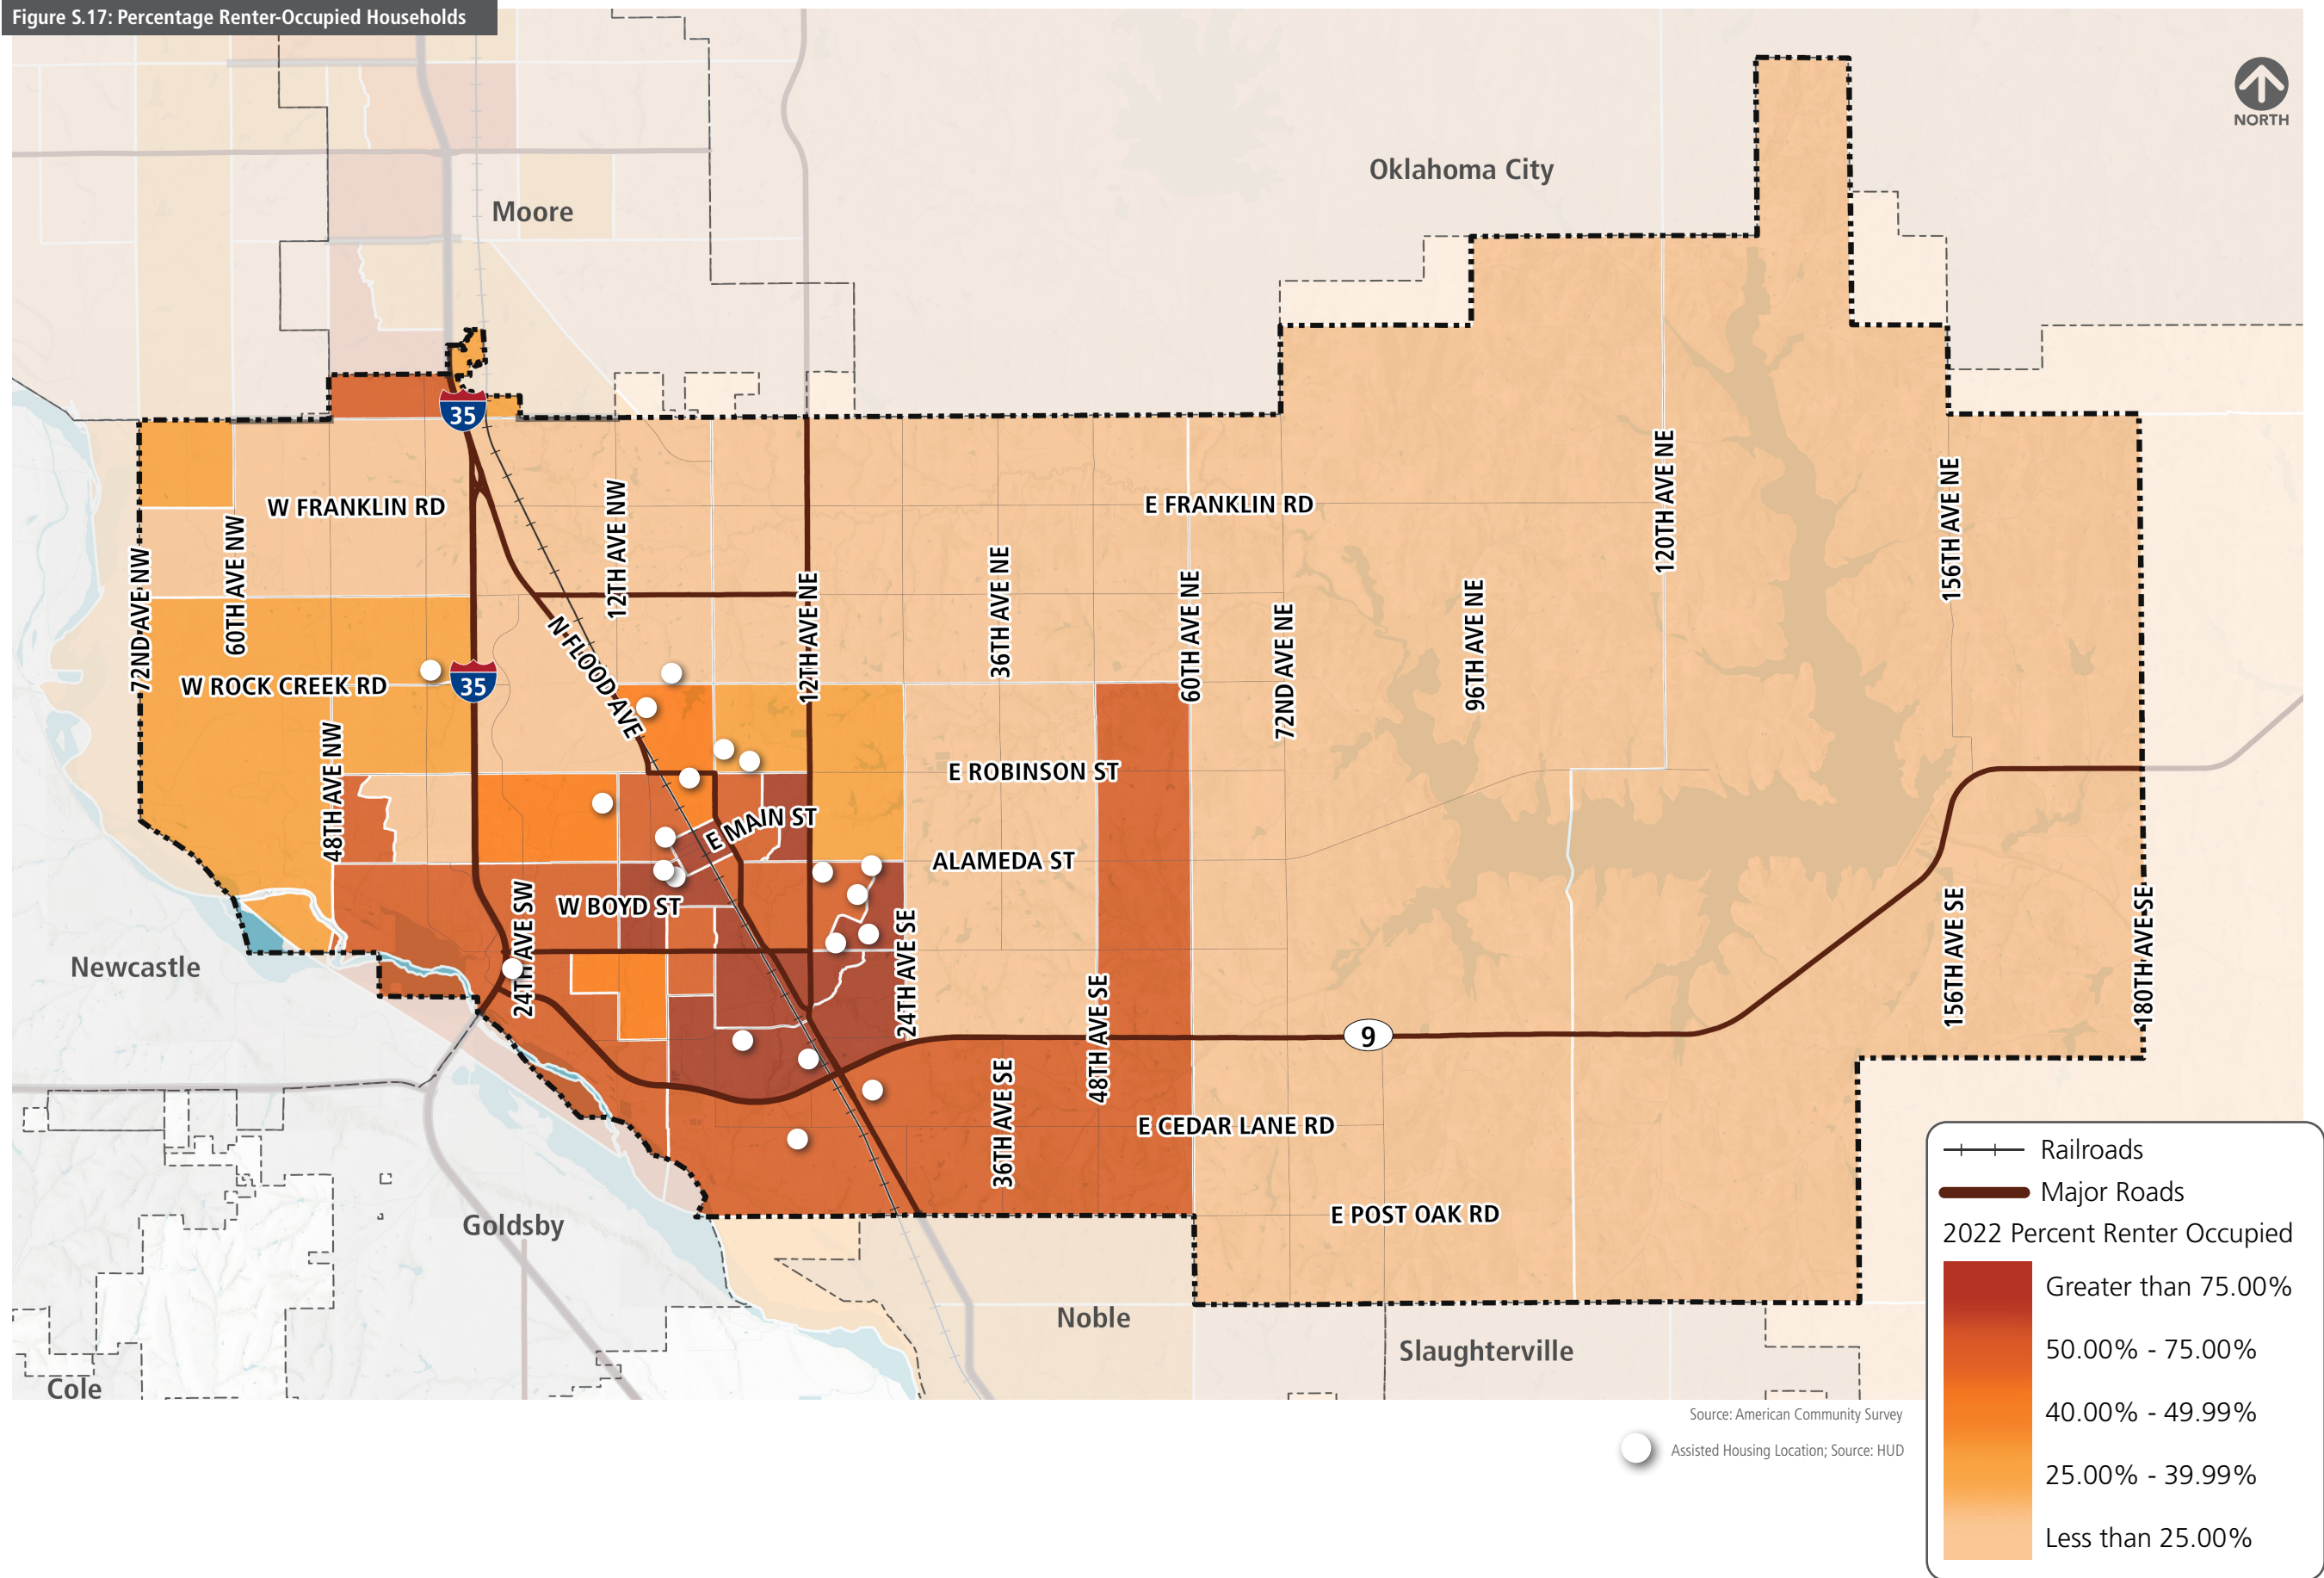 Figure S.17: Percentage Renter-Occupied Households
NORTH
Oklahoma City
Moore
35
W FRANKLIN RD
E FRANKLIN RD
72ND AVE NW
60TH AVE NW
12TH AVE NW
12TH AVE NE
36TH AVE NE
60TH AVE NE
72ND AVE NE
96TH AVE NE
120TH AVE NE
156TH AVE NE
N FLOOD AVE
W ROCK CREEK RD
35
48TH AVE NW
E ROBINSON ST
E MAIN ST
ALAMEDA ST
W BOYD ST
24TH AVE SW
24TH AVE SE
Newcastle
48TH AVE SE
36TH AVE SE
156TH AVE SE
180TH AVE SE
9
E CEDAR LANE RD
E POST OAK RD
Goldsby
Noble
Slaughterville
Cole
Railroads
Major Roads
2022 Percent Renter Occupied
Greater than 75.00%
50.00% - 75.00%
40.00% - 49.99%
25.00% - 39.99%
Less than 25.00%
Source: American Community Survey
Assisted Housing Location; Source: HUD